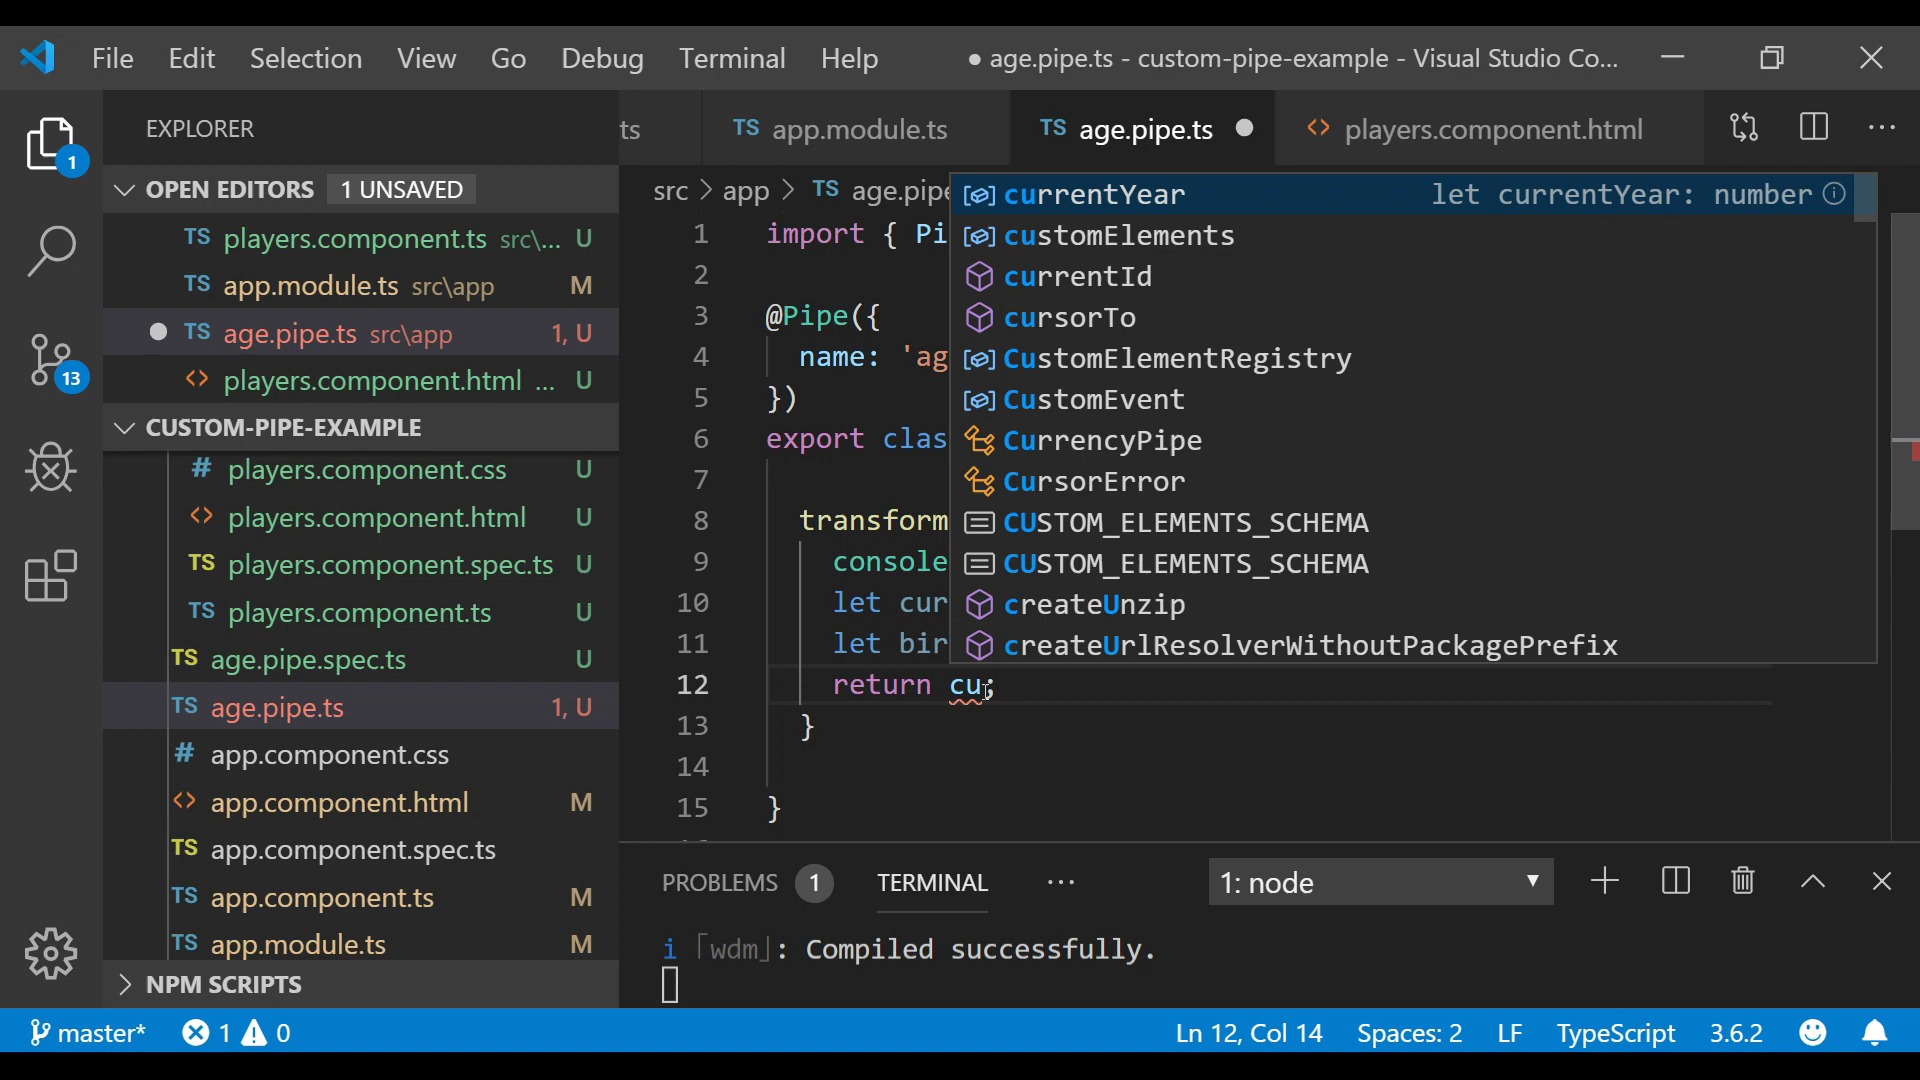 File Edit Selection View Go Debug Terminal Help ● age.pipe.ts - custom-pipe-example - Visual Studio Co...
EXPLORER
ts TS app.module.ts TS age.pipe.ts ● <> players.component.html ...
1
OPEN EDITORS 1 UNSAVED
TS players.component.ts src\... U
TS app.module.ts src\app M
● TS age.pipe.ts src\app 1, U
<> players.component.html ... U
13
CUSTOM-PIPE-EXAMPLE
# players.component.css U
<> players.component.html U
TS players.component.spec.ts U
TS players.component.ts U
TS age.pipe.spec.ts U
TS age.pipe.ts 1, U
# app.component.css
<> app.component.html M
TS app.component.spec.ts
TS app.component.ts M
TS app.module.ts M
NPM SCRIPTS
src > app > TS age.pipe
1 import { Pi
2
3 @Pipe({
4 name: 'ag
5 })
6 export clas
7
8 transform
9 console
10 let cur
11 let bir
12 return cu;
13 }
14
15 }
currentYear let currentYear: number
customElements
currentId
cursorTo
CustomElementRegistry
CustomEvent
CurrencyPipe
CursorError
CUSTOM_ELEMENTS_SCHEMA
CUSTOM_ELEMENTS_SCHEMA
createUnzip
createUrlResolverWithoutPackagePrefix
PROBLEMS 1 TERMINAL ... 1: node
i ｢wdm｣: Compiled successfully.
master* 1 0 Ln 12, Col 14 Spaces: 2 LF TypeScript 3.6.2